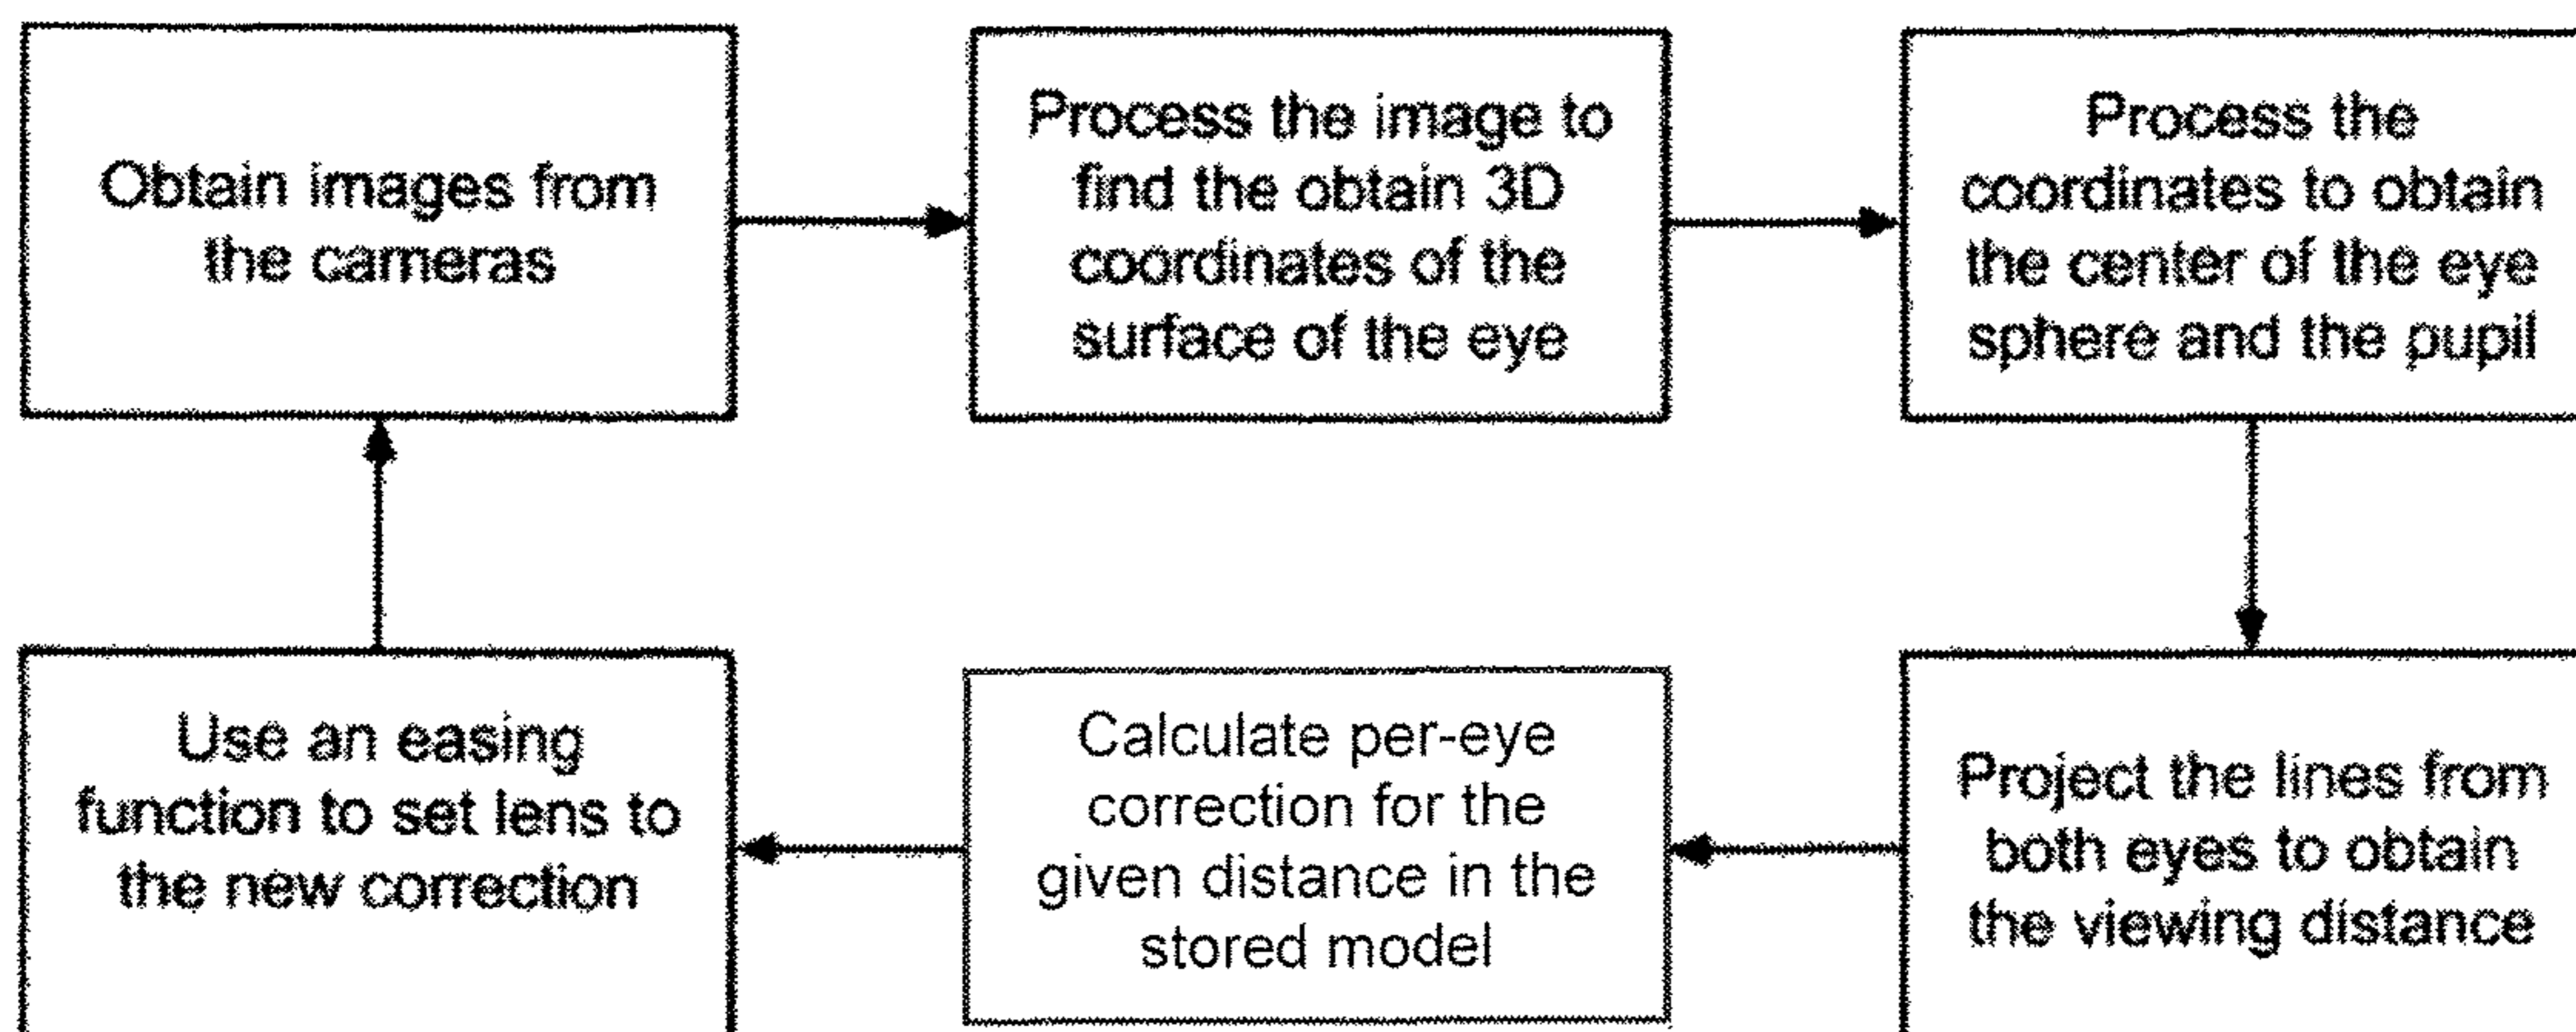 Obtain images from
the cameras
Process the image to
find the obtain 3D
coordinates of the
surface of the eye
Process the
coordinates to obtain
the center of the eye
sphere and the pupil
Use an easing
function to set lens to
the new correction
Calculate per-eye
correction for the
given distance in the
stored model
Project the lines from
both eyes to obtain
the viewing distance